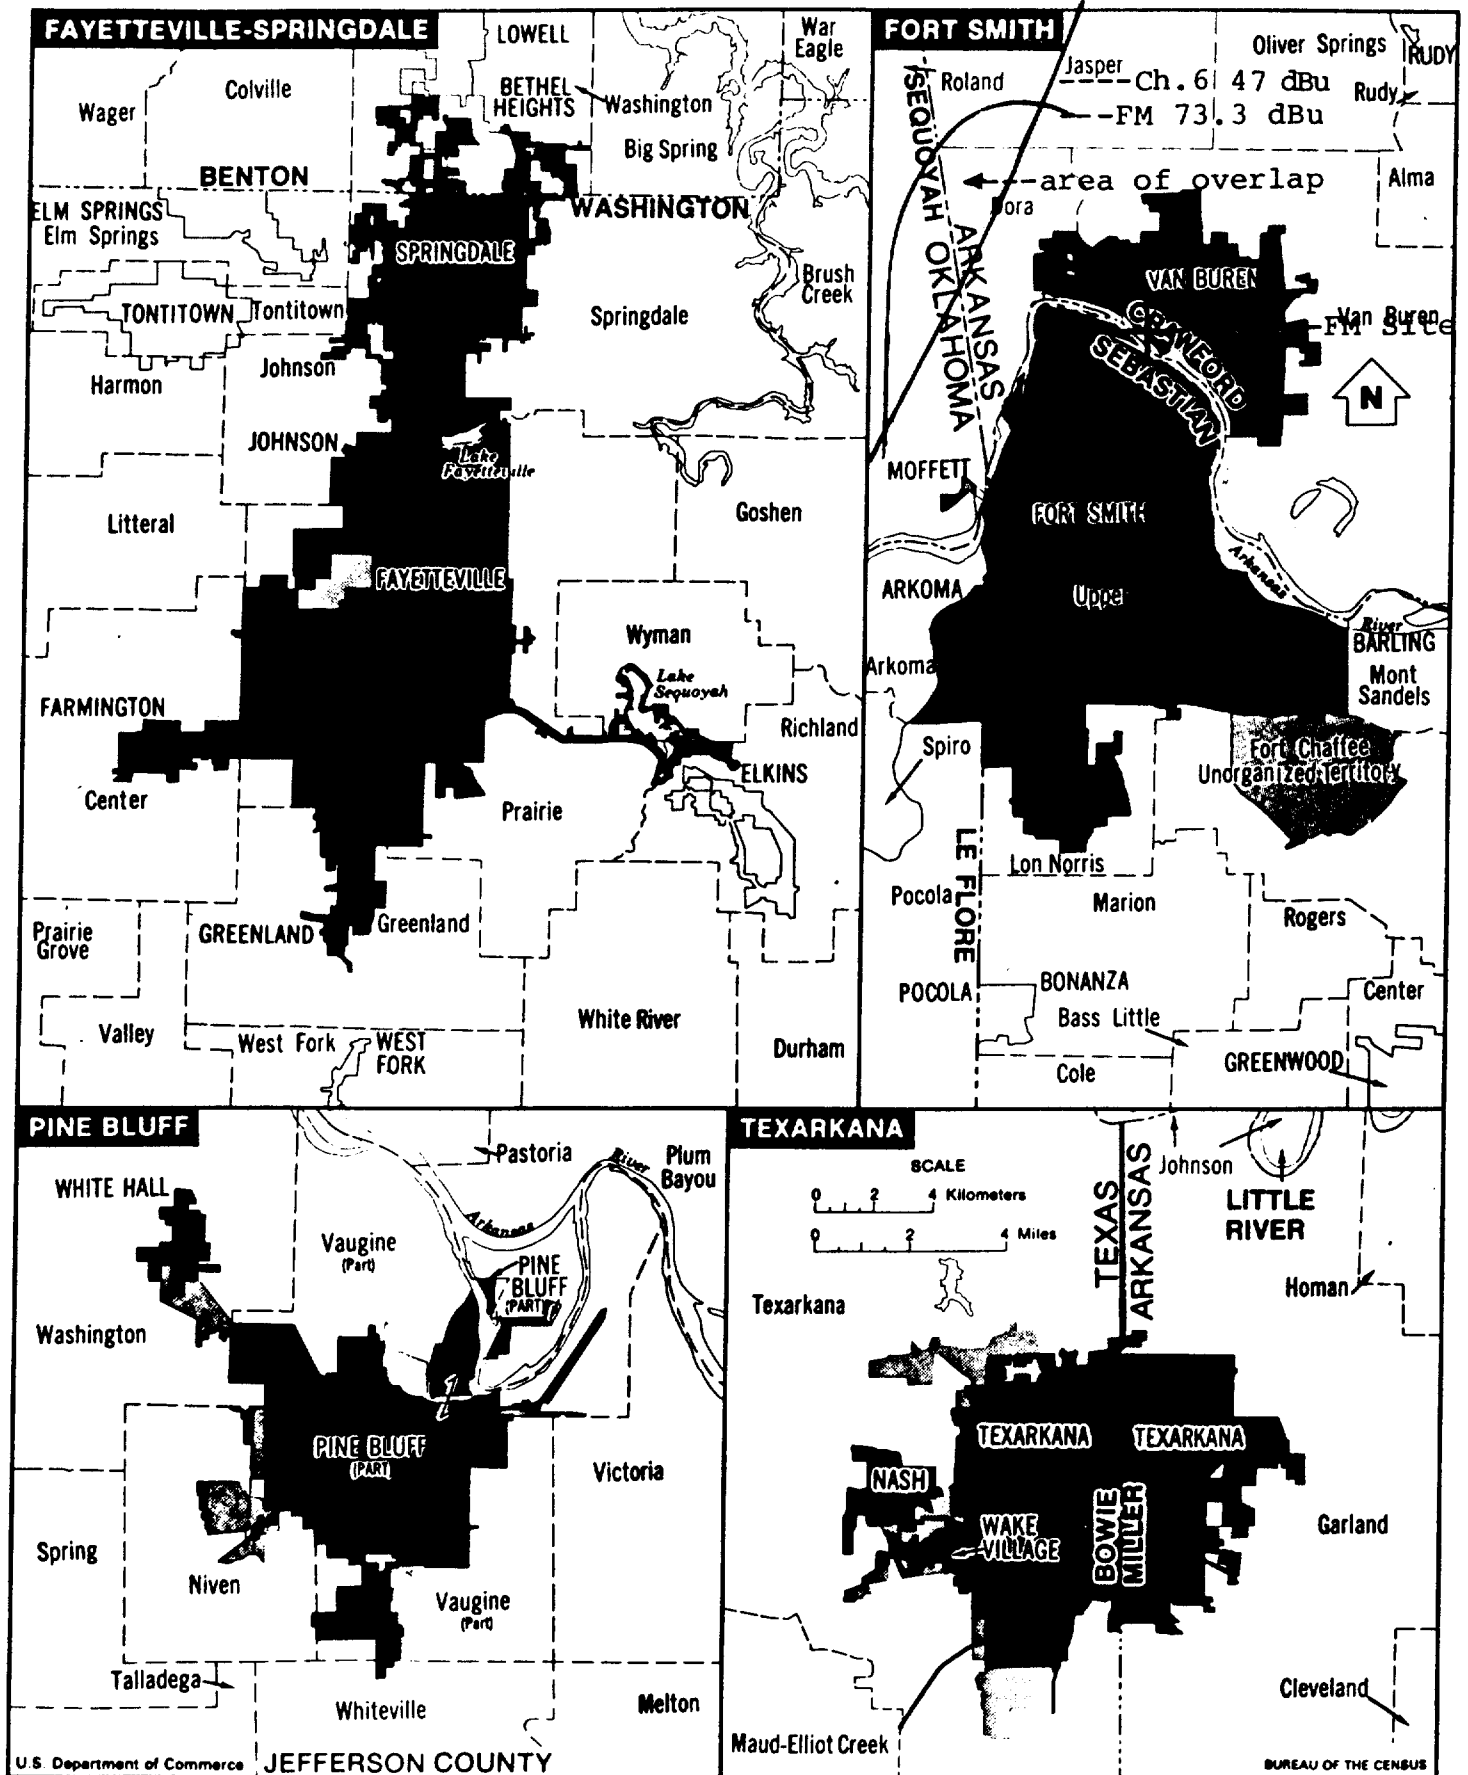 FAYETTEVILLE-SPRINGDALE
LOWELL
War
Eagle
Colville
BETHEL
HEIGHTS
Washington
Wager
Big Spring
BENTON
WASHINGTON
ELM SPRINGS
Elm Springs
SPRINGDALE
Brush
Creek
TONTITOWN
Tontitown
Springdale
Johnson
Harmon
JOHNSON
Lake
Fayetteville
Litteral
Goshen
FAYETTEVILLE
Wyman
Lake
Sequoyah
FARMINGTON
Richland
ELKINS
Center
Prairie
Prairie
Grove
GREENLAND
Greenland
White River
Valley
West Fork
WEST
FORK
Durham
FORT SMITH
Oliver Springs
RUDY
Roland
Jasper
----Ch.6 47 dBu
Rudy
---FM 73.3 dBu
SEQUOYAH
area of overlap
Alma
Dora
ARKANSAS
OKLAHOMA
VAN BUREN
CRAWFORD
SEBASTIAN
Van Buren
FM Site
N
MOFFETT
FORT SMITH
Arkansas
River
ARKOMA
Upper
BARLING
Arkoma
Mont
Sandels
Spiro
Fort Chaffee
Unorganized Tertitory
LE FLORE
Lon Norris
Pocola
Marion
Rogers
POCOLA
BONANZA
Center
Bass Little
GREENWOOD
Cole
PINE BLUFF
Pastoria
River
Plum
Bayou
WHITE HALL
Arkansas
Vaugine
(Part)
PINE
BLUFF
(PART)
Washington
PINE BLUFF
(PART)
Victoria
Spring
Niven
Vaugine
(Part)
Talladega
Whiteville
Melton
U.S. Department of Commerce
JEFFERSON COUNTY
TEXARKANA
SCALE
0 2 4 Kilometers
0 2 4 Miles
TEXAS
ARKANSAS
Johnson
LITTLE
RIVER
Homan
Texarkana
TEXARKANA
TEXARKANA
NASH
WAKE
VILLAGE
BOWIE
MILLER
Garland
Cleveland
Maud-Elliot Creek
BUREAU OF THE CENSUS